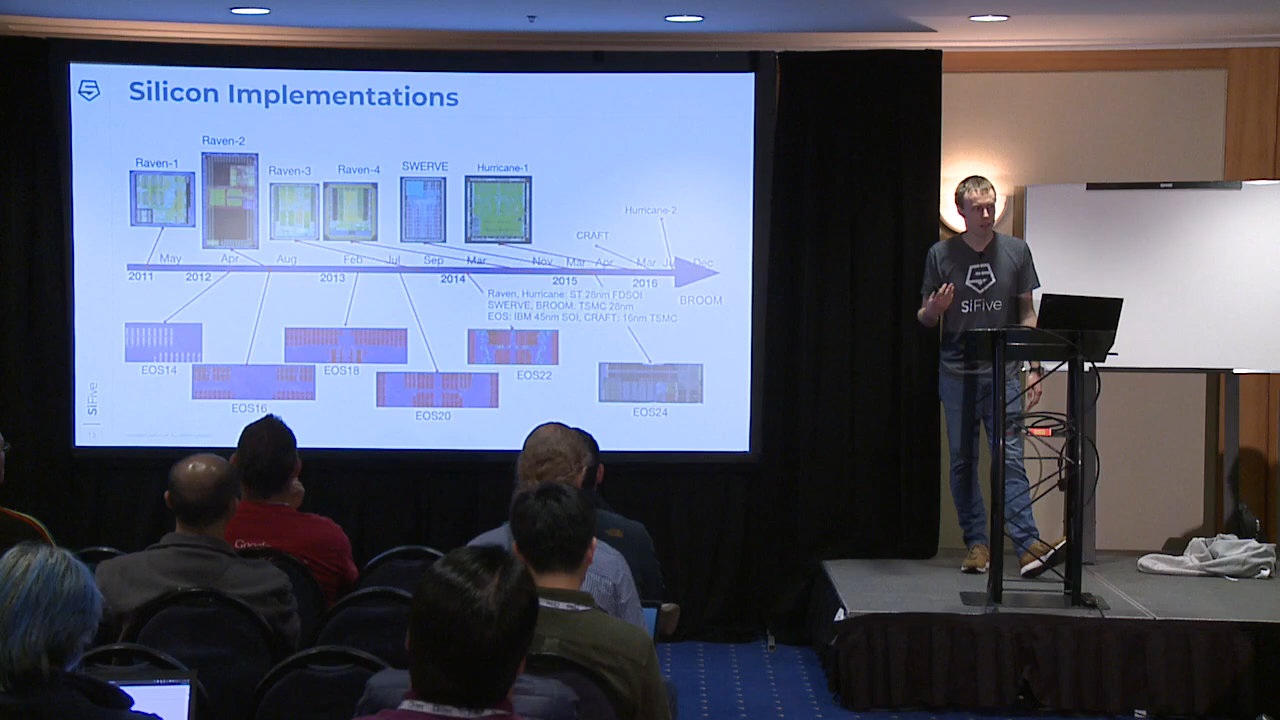 Silicon Implementations
Raven-1
Raven-2
Raven-3
Raven-4
SWERVE
Hurricane-1
Hurricane-2
CRAFT
May
Apr
Aug
Feb
Jul
Sep
Mar
Nov
Mar
Apr
Mar
Dec
2011
2012
2013
2014
2015
2016
BROOM
Raven, Hurricane: ST 28nm FDSOI
SWERVE, BROOM: TSMC 28nm
EOS: IBM 45nm SOI, CRAFT: 16nm TSMC
EOS14
EOS16
EOS18
EOS20
EOS22
EOS24
SiFive
13
SiFive
Google